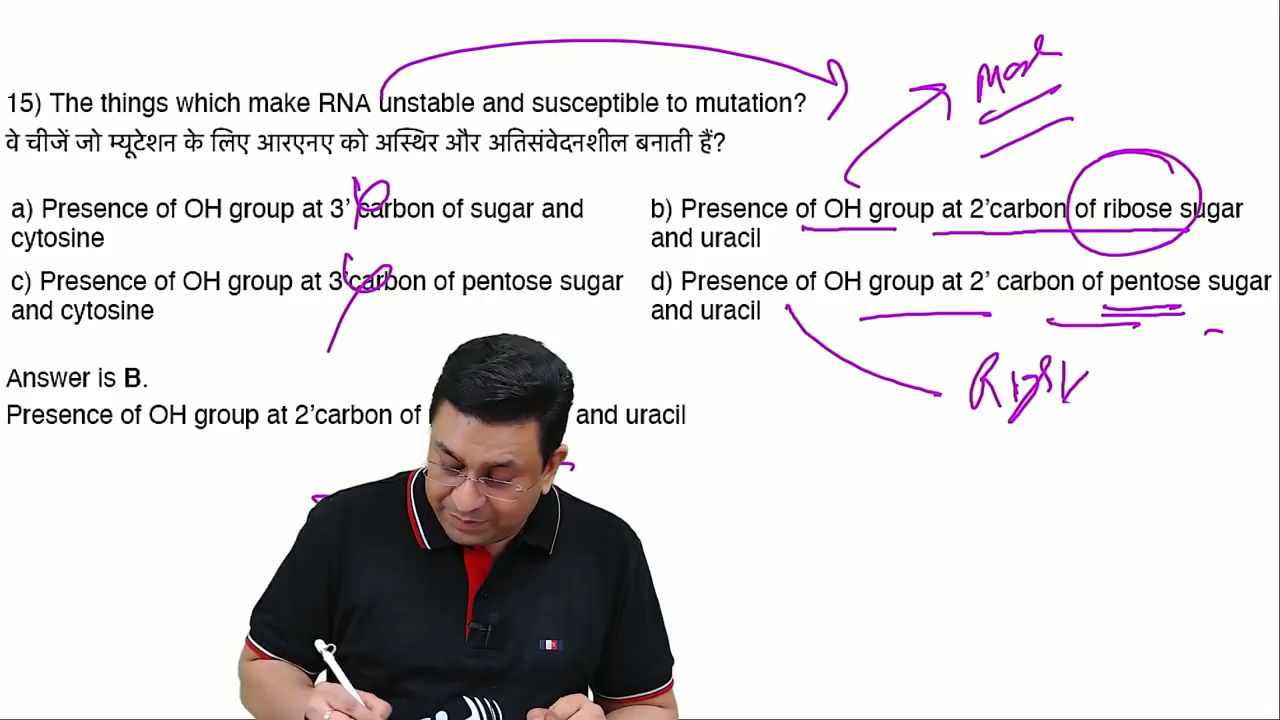 15) The things which make RNA unstable and susceptible to mutation?
वे चीजें जो म्यूटेशन के लिए आरएनए को अस्थिर और अतिसंवेदनशील बनाती हैं?
a) Presence of OH group at 3' carbon of sugar and
cytosine
b) Presence of OH group at 2'carbon of ribose sugar
and uracil
c) Presence of OH group at 3'carbon of pentose sugar
and cytosine
d) Presence of OH group at 2' carbon of pentose sugar
and uracil
Right
Answer is B.
Presence of OH group at 2'carbon of
and uracil